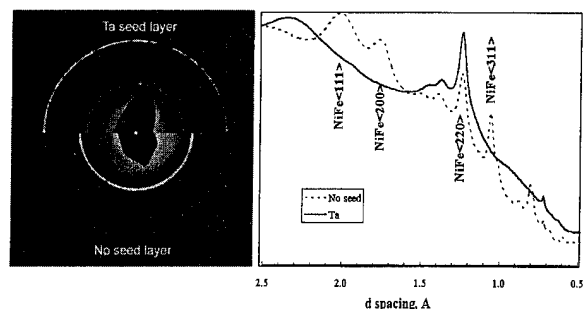 Ta seed layer
No seed layer
NiFe<111>
NiFe<200>
NiFe<220>
NiFe<311>
No seed
Ta
2.5 2.0 1.5 1.0 0.5
d spacing, A